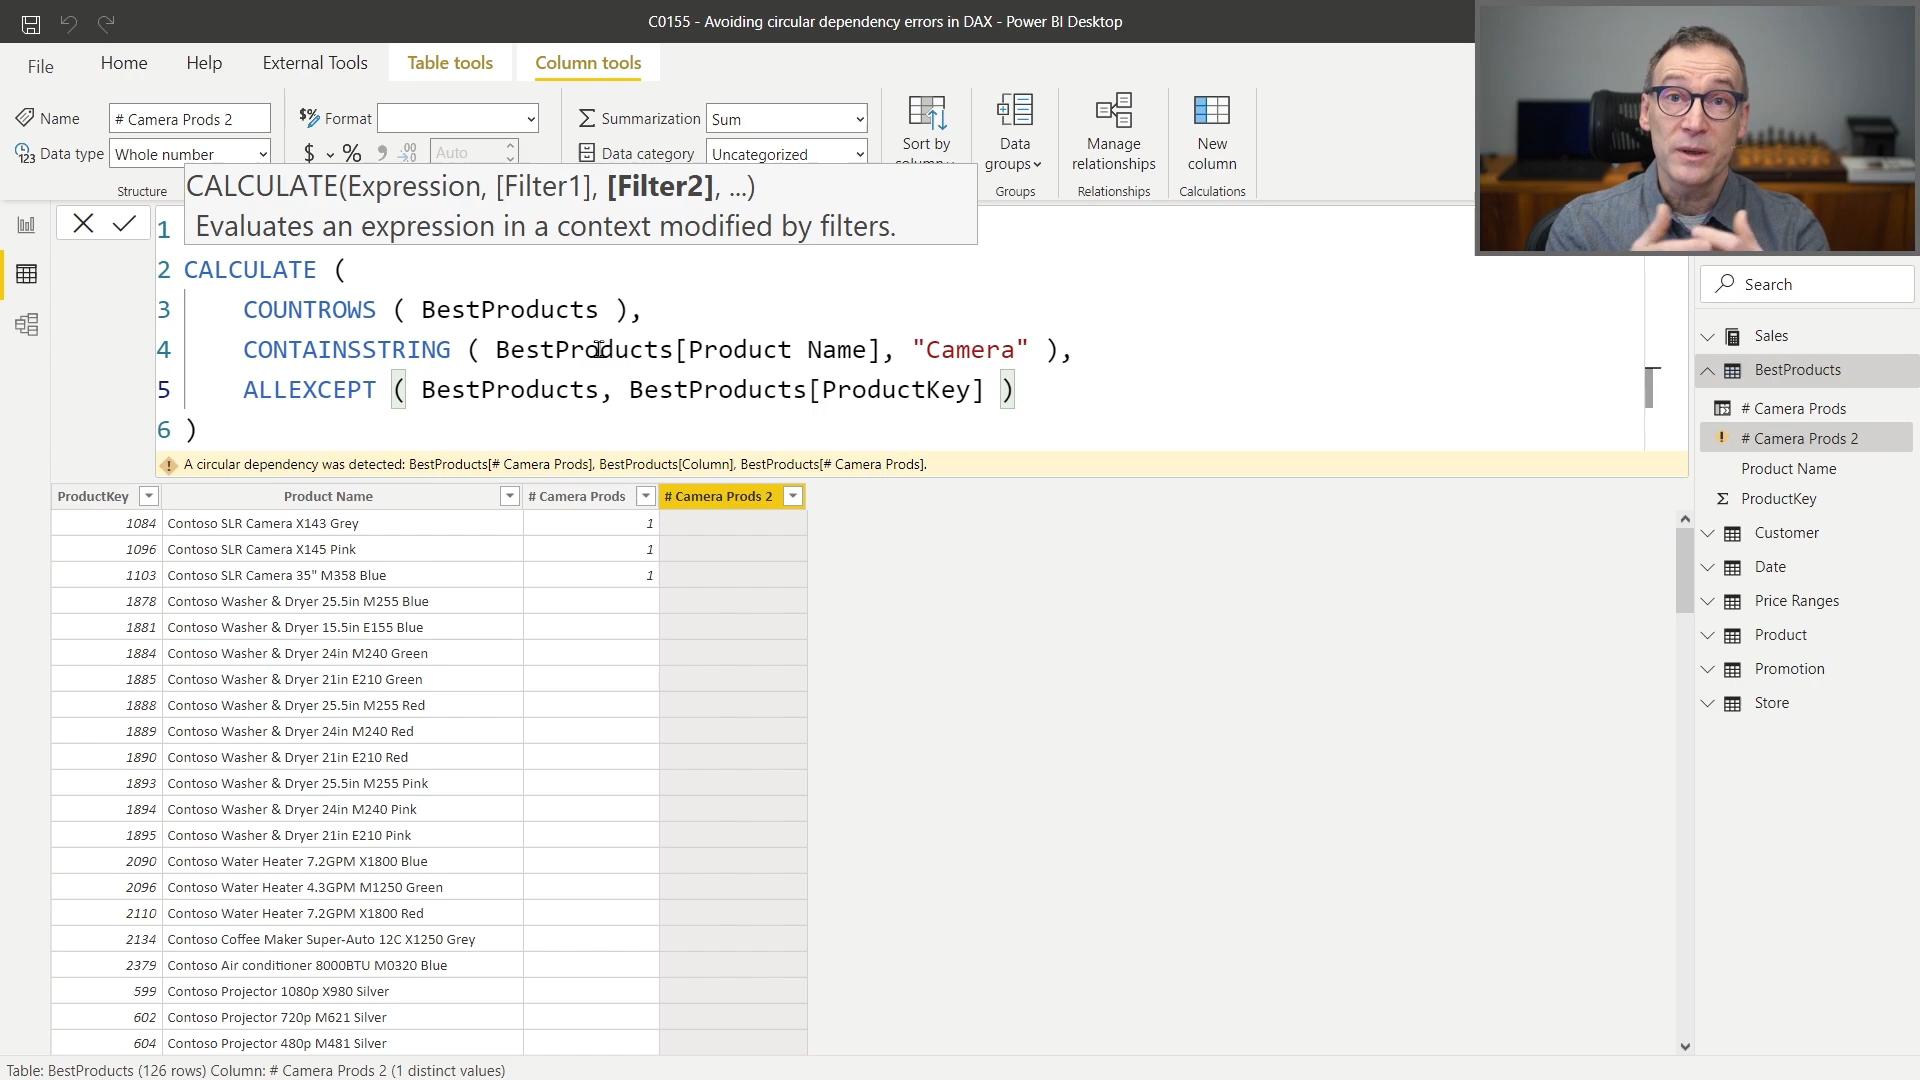 C0155 - Avoiding circular dependency errors in DAX - Power BI Desktop
File
Home
Help
External Tools
Table tools
Column tools
Name
# Camera Prods 2
Format
Summarization
Sum
Data type
Whole number
$
%
Auto
Data category
Uncategorized
Sort by
Data
groups
Manage
relationships
New
column
Structure
Groups
Relationships
Calculations
CALCULATE(Expression, [Filter1], [Filter2], ...)
Evaluates an expression in a context modified by filters.
1
2 CALCULATE (
3 COUNTROWS ( BestProducts ),
4 CONTAINSSTRING ( BestProducts[Product Name], "Camera" ),
5 ALLEXCEPT ( BestProducts, BestProducts[ProductKey] )
6 )
A circular dependency was detected: BestProducts[# Camera Prods], BestProducts[Column], BestProducts[# Camera Prods].
ProductKey Product Name # Camera Prods # Camera Prods 2
1084 Contoso SLR Camera X143 Grey 1
1096 Contoso SLR Camera X145 Pink 1
1103 Contoso SLR Camera 35" M358 Blue 1
1878 Contoso Washer & Dryer 25.5in M255 Blue
1881 Contoso Washer & Dryer 15.5in E155 Blue
1884 Contoso Washer & Dryer 24in M240 Green
1885 Contoso Washer & Dryer 21in E210 Green
1888 Contoso Washer & Dryer 25.5in M255 Red
1889 Contoso Washer & Dryer 24in M240 Red
1890 Contoso Washer & Dryer 21in E210 Red
1893 Contoso Washer & Dryer 25.5in M255 Pink
1894 Contoso Washer & Dryer 24in M240 Pink
1895 Contoso Washer & Dryer 21in E210 Pink
2090 Contoso Water Heater 7.2GPM X1800 Blue
2096 Contoso Water Heater 4.3GPM M1250 Green
2110 Contoso Water Heater 7.2GPM X1800 Red
2134 Contoso Coffee Maker Super-Auto 12C X1250 Grey
2379 Contoso Air conditioner 8000BTU M0320 Blue
599 Contoso Projector 1080p X980 Silver
602 Contoso Projector 720p M621 Silver
604 Contoso Projector 480p M481 Silver
Search
Sales
BestProducts
# Camera Prods
# Camera Prods 2
Product Name
ProductKey
Customer
Date
Price Ranges
Product
Promotion
Store
Table: BestProducts (126 rows) Column: # Camera Prods 2 (1 distinct values)